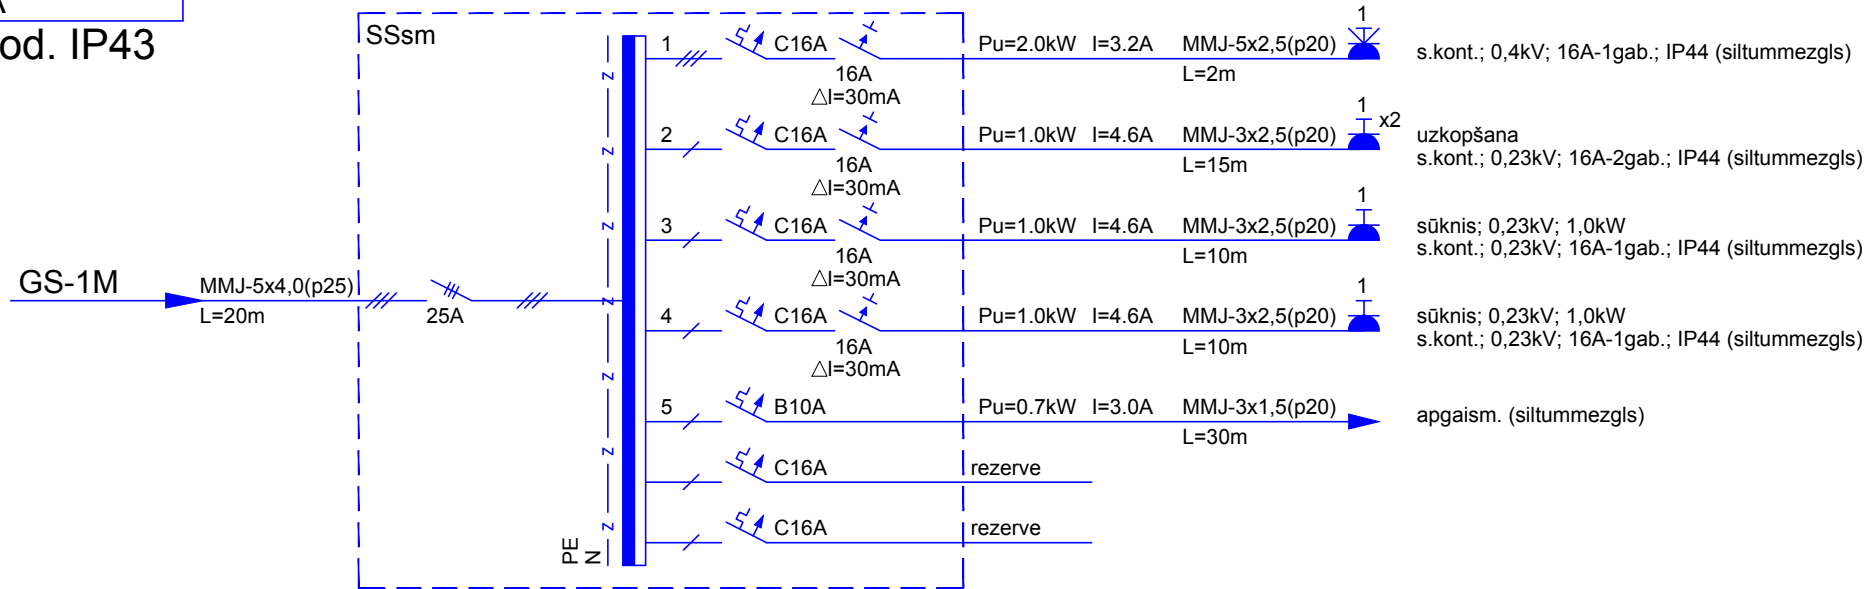 A
od. IP43
SSsm
GS-1M
MMJ-5x4,0(p25)
L=20m
25A
PE
N
1 C16A Pu=2.0kW I=3.2A MMJ-5x2,5(p20) 1 s.kont.; 0,4kV; 16A-1gab.; IP44 (siltummezgls)
16A L=2m
△I=30mA
2 C16A Pu=1.0kW I=4.6A MMJ-3x2,5(p20) 1 x2 uzkopšana
16A L=15m s.kont.; 0,23kV; 16A-2gab.; IP44 (siltummezgls)
△I=30mA
3 C16A Pu=1.0kW I=4.6A MMJ-3x2,5(p20) 1 sūknis; 0,23kV; 1,0kW
16A L=10m s.kont.; 0,23kV; 16A-1gab.; IP44 (siltummezgls)
△I=30mA
4 C16A Pu=1.0kW I=4.6A MMJ-3x2,5(p20) 1 sūknis; 0,23kV; 1,0kW
16A L=10m s.kont.; 0,23kV; 16A-1gab.; IP44 (siltummezgls)
△I=30mA
5 B10A Pu=0.7kW I=3.0A MMJ-3x1,5(p20) apgaism. (siltummezgls)
L=30m
C16A rezerve
C16A rezerve